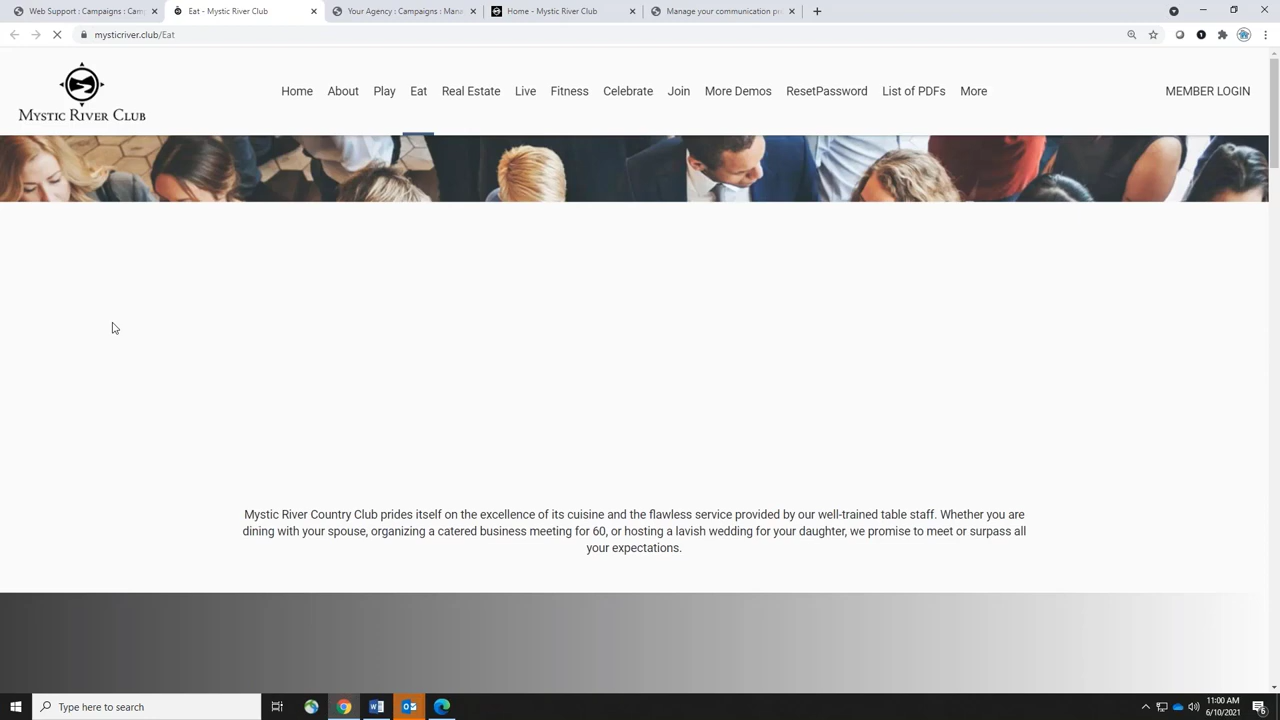 Web Support : Campaigns : Camp
Eat - Mystic River Club
Your Agency : Campaigns : Mana
Home - Mystic River Club
Manage your communication pr
mysticriver.club/Eat
MYSTIC RIVER CLUB
Home
About
Play
Eat
Real Estate
Live
Fitness
Celebrate
Join
More Demos
ResetPassword
List of PDFs
More
MEMBER LOGIN
Mystic River Country Club prides itself on the excellence of its cuisine and the flawless service provided by our well-trained table staff. Whether you are
dining with your spouse, organizing a catered business meeting for 60, or hosting a lavish wedding for your daughter, we promise to meet or surpass all
your expectations.
Type here to search
11:00 AM
6/10/2021